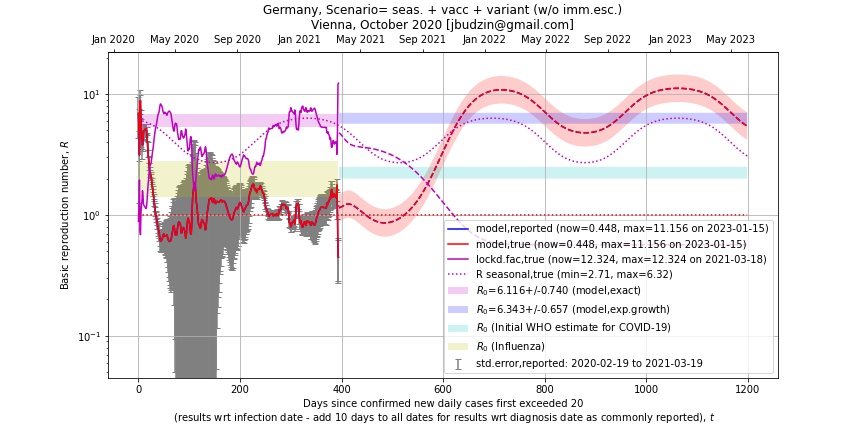 Germany, Scenario= seas. + vacc + variant (w/o imm.esc.)
Vienna, October 2020 [jbudzin@gmail.com]
Jan 2020 May 2020 Sep 2020 Jan 2021 May 2021 Sep 2021 Jan 2022 May 2022 Sep 2022 Jan 2023 May 2023
10¹
10⁰
10⁻¹
Basic reproduction number, R
model,reported (now=0.448, max=11.156 on 2023-01-15)
model,true (now=0.448, max=11.156 on 2023-01-15)
lockd.fac,true (now=12.324, max=12.324 on 2021-03-18)
R seasonal,true (min=2.71, max=6.32)
R₀=6.116+/-0.740 (model,exact)
R₀=6.343+/-0.657 (model,exp.growth)
R₀ (Initial WHO estimate for COVID-19)
R₀ (Influenza)
std.error,reported: 2020-02-19 to 2021-03-19
0 200 400 600 800 1000 1200
Days since confirmed new daily cases first exceeded 20
(results wrt infection date - add 10 days to all dates for results wrt diagnosis date as commonly reported), t